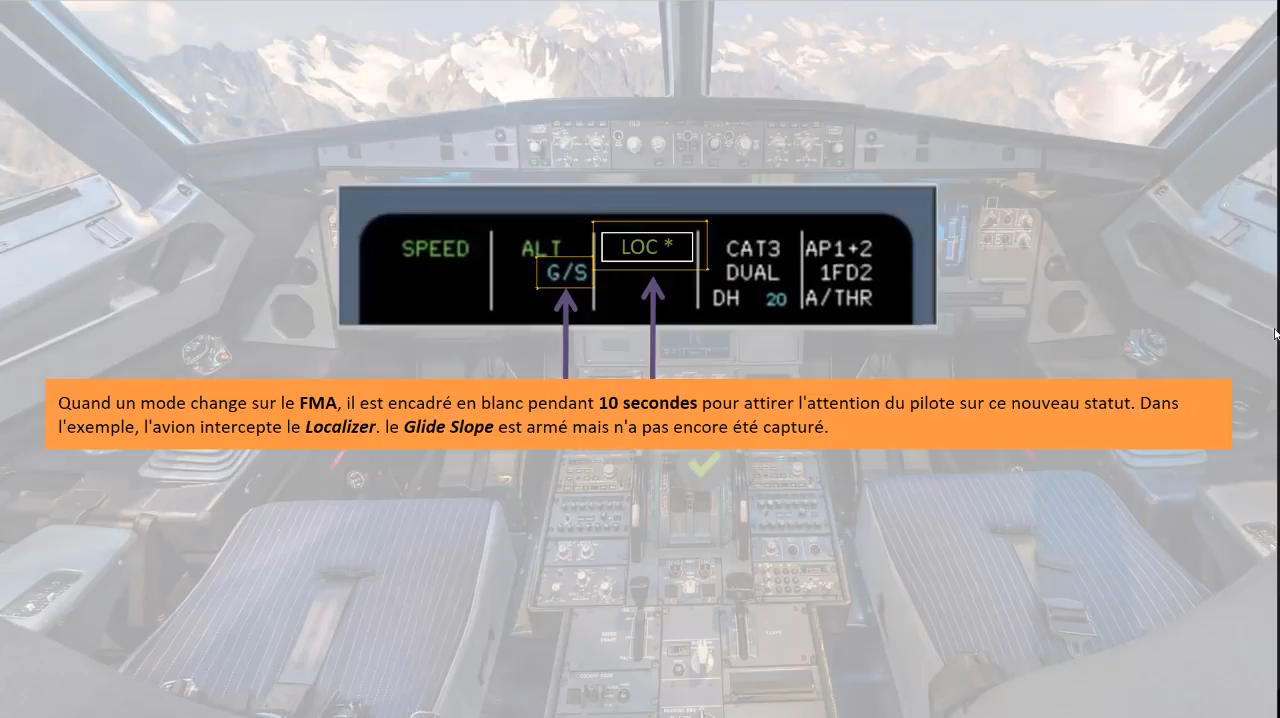 SPEED
ALT
G/S
LOC *
CAT3
DUAL
DH 20
AP1+2
1FD2
A/THR
Quand un mode change sur le FMA, il est encadré en blanc pendant 10 secondes pour attirer l'attention du pilote sur ce nouveau statut. Dans
l'exemple, l'avion intercepte le Localizer. le Glide Slope est armé mais n'a pas encore été capturé.